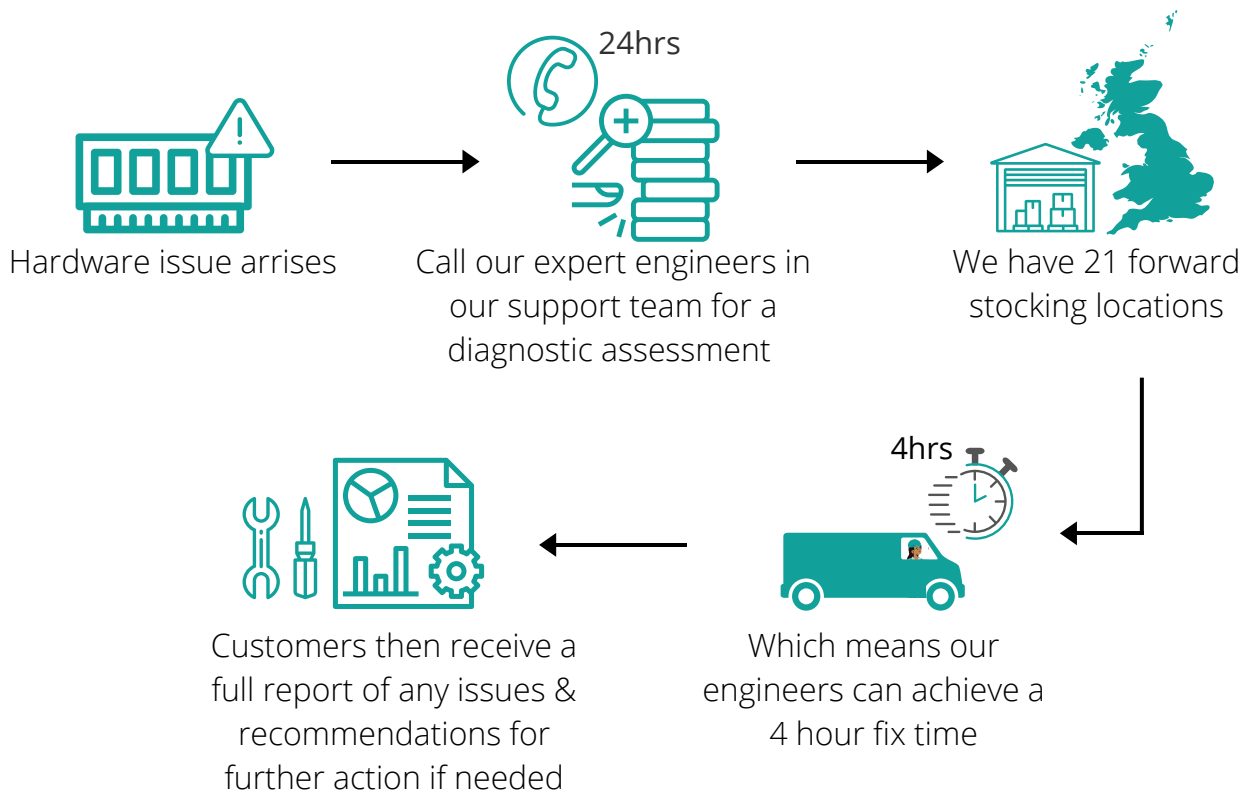 24hrs
Hardware issue arrises
Call our expert engineers in
our support team for a
diagnostic assessment
We have 21 forward
stocking locations
4hrs
Which means our
engineers can achieve a
4 hour fix time
Customers then receive a
full report of any issues &
recommendations for
further action if needed